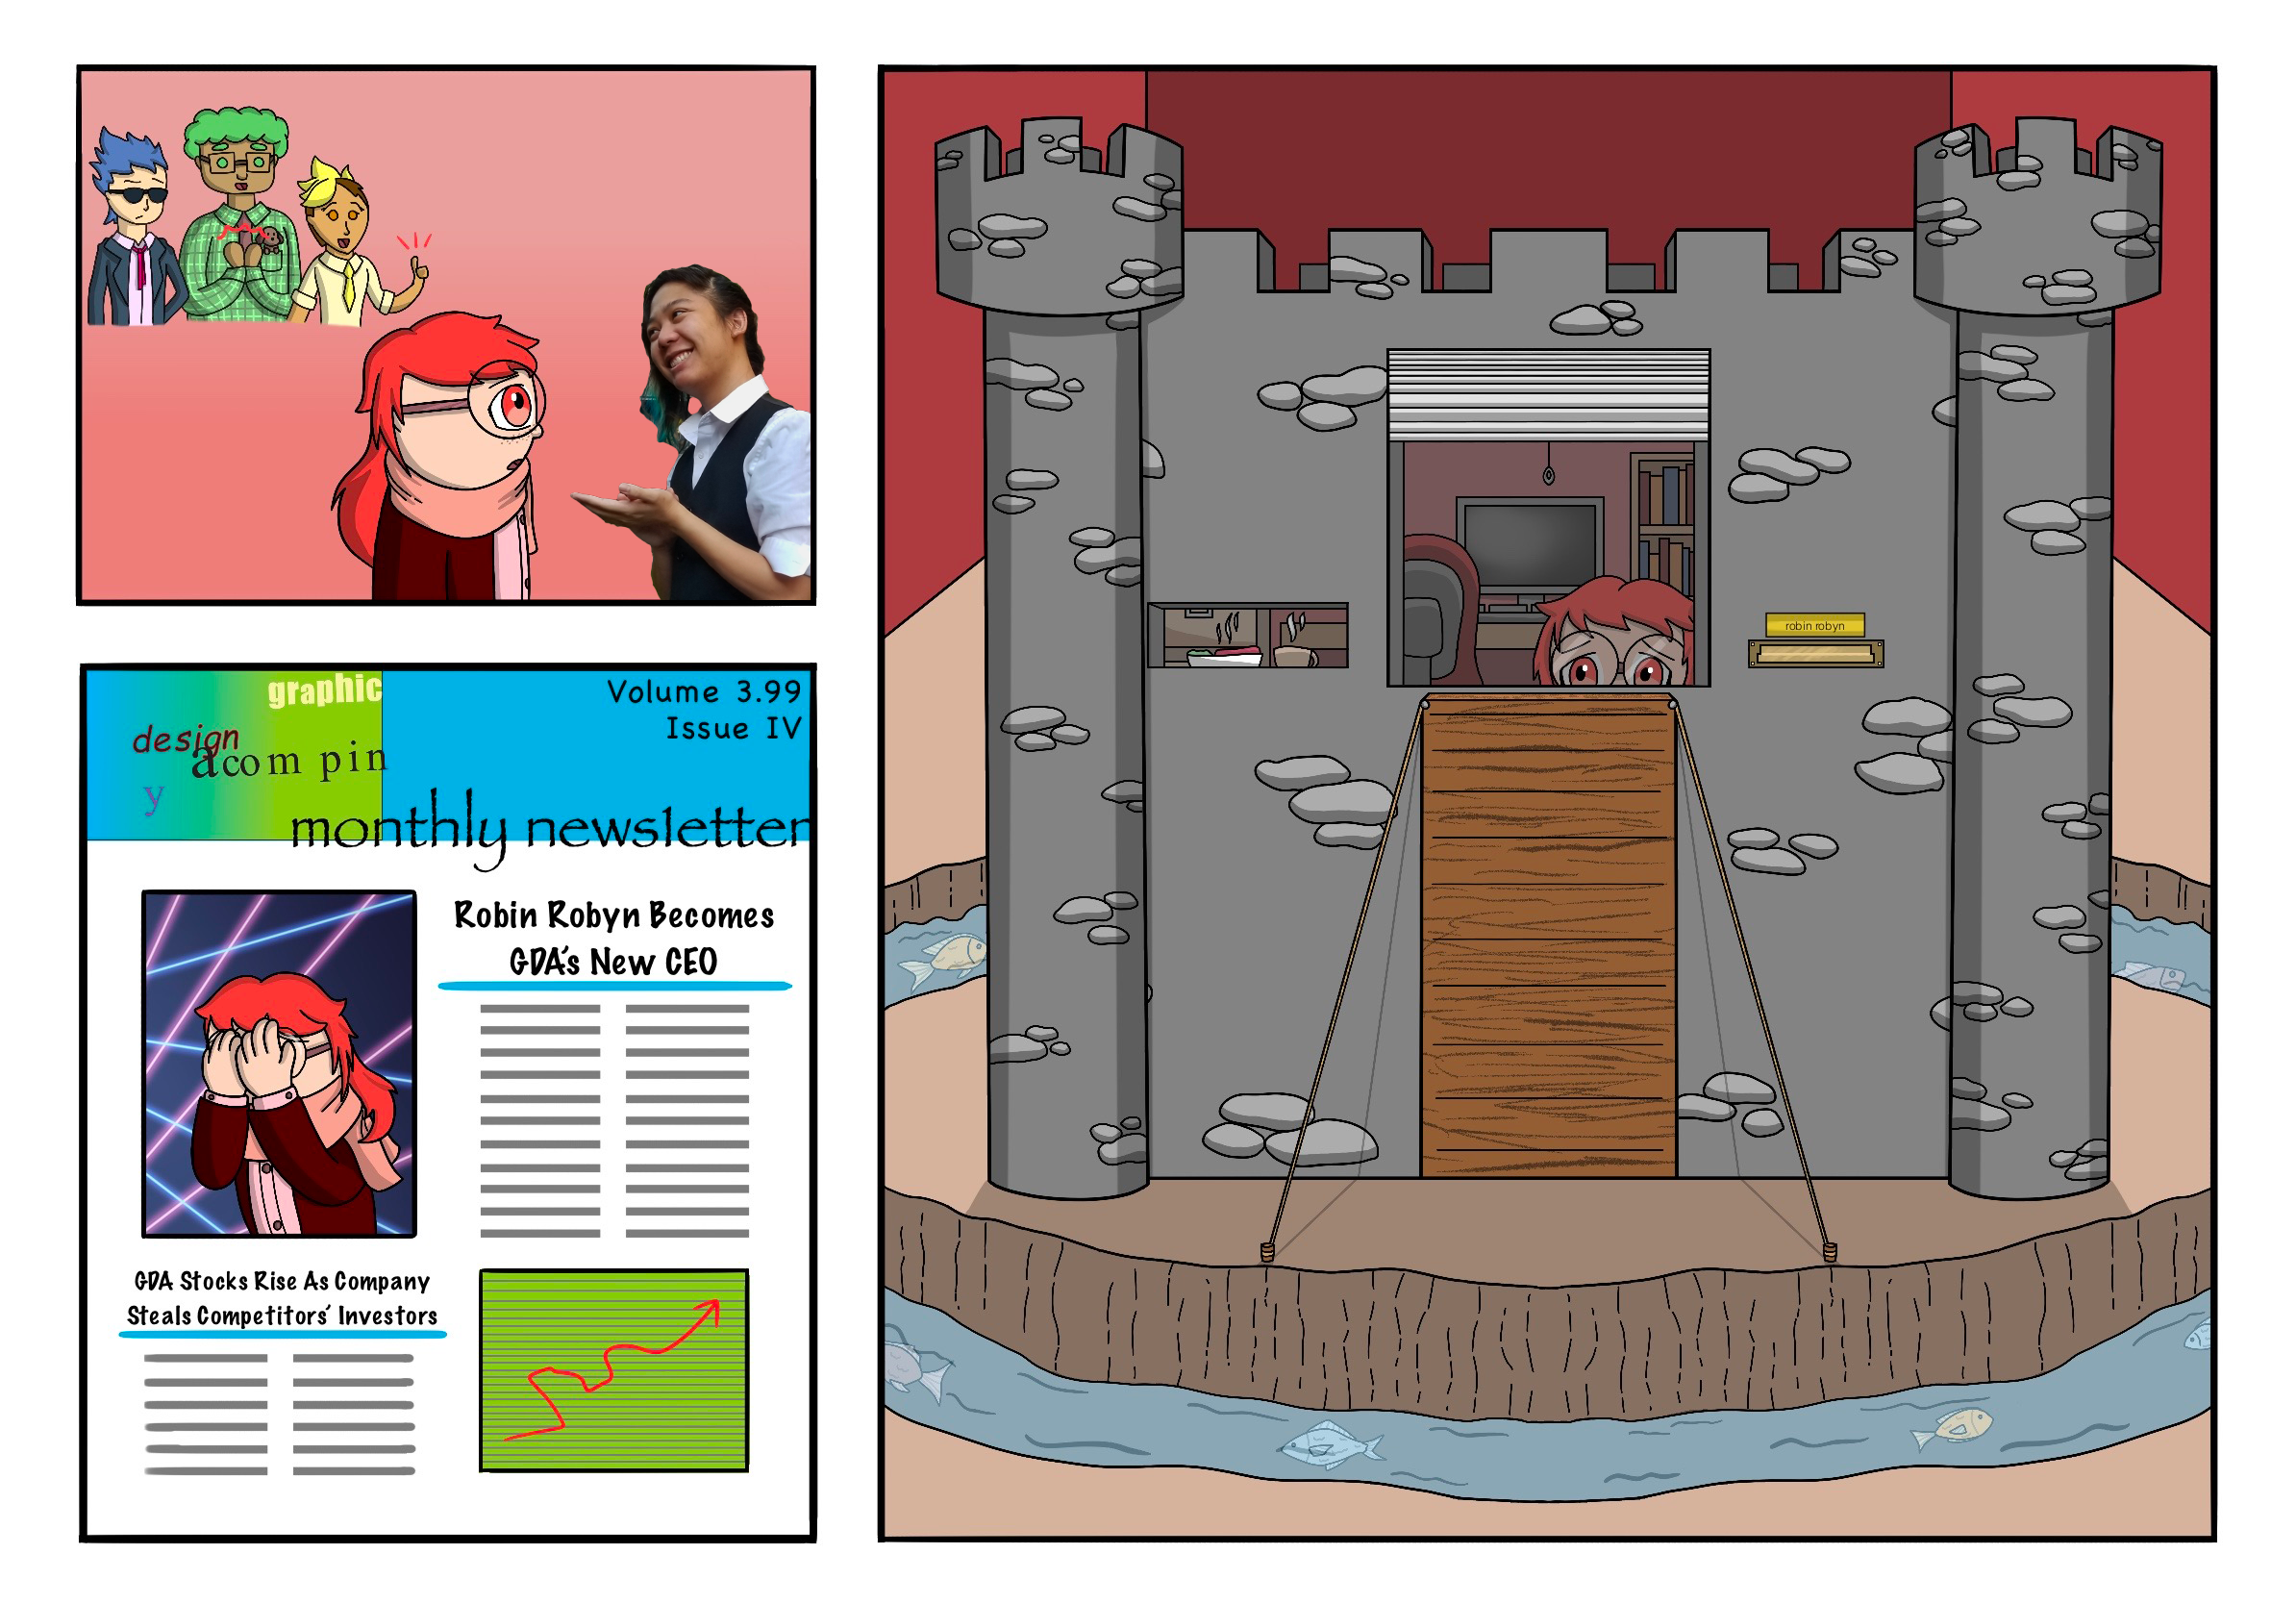 graphic
design
a com pin
y
Volume 3.99
Issue IV
monthly newsletter
Robin Robyn Becomes
GDA's New CEO
GDA Stocks Rise As Company
Steals Competitors' Investors
robin robyn